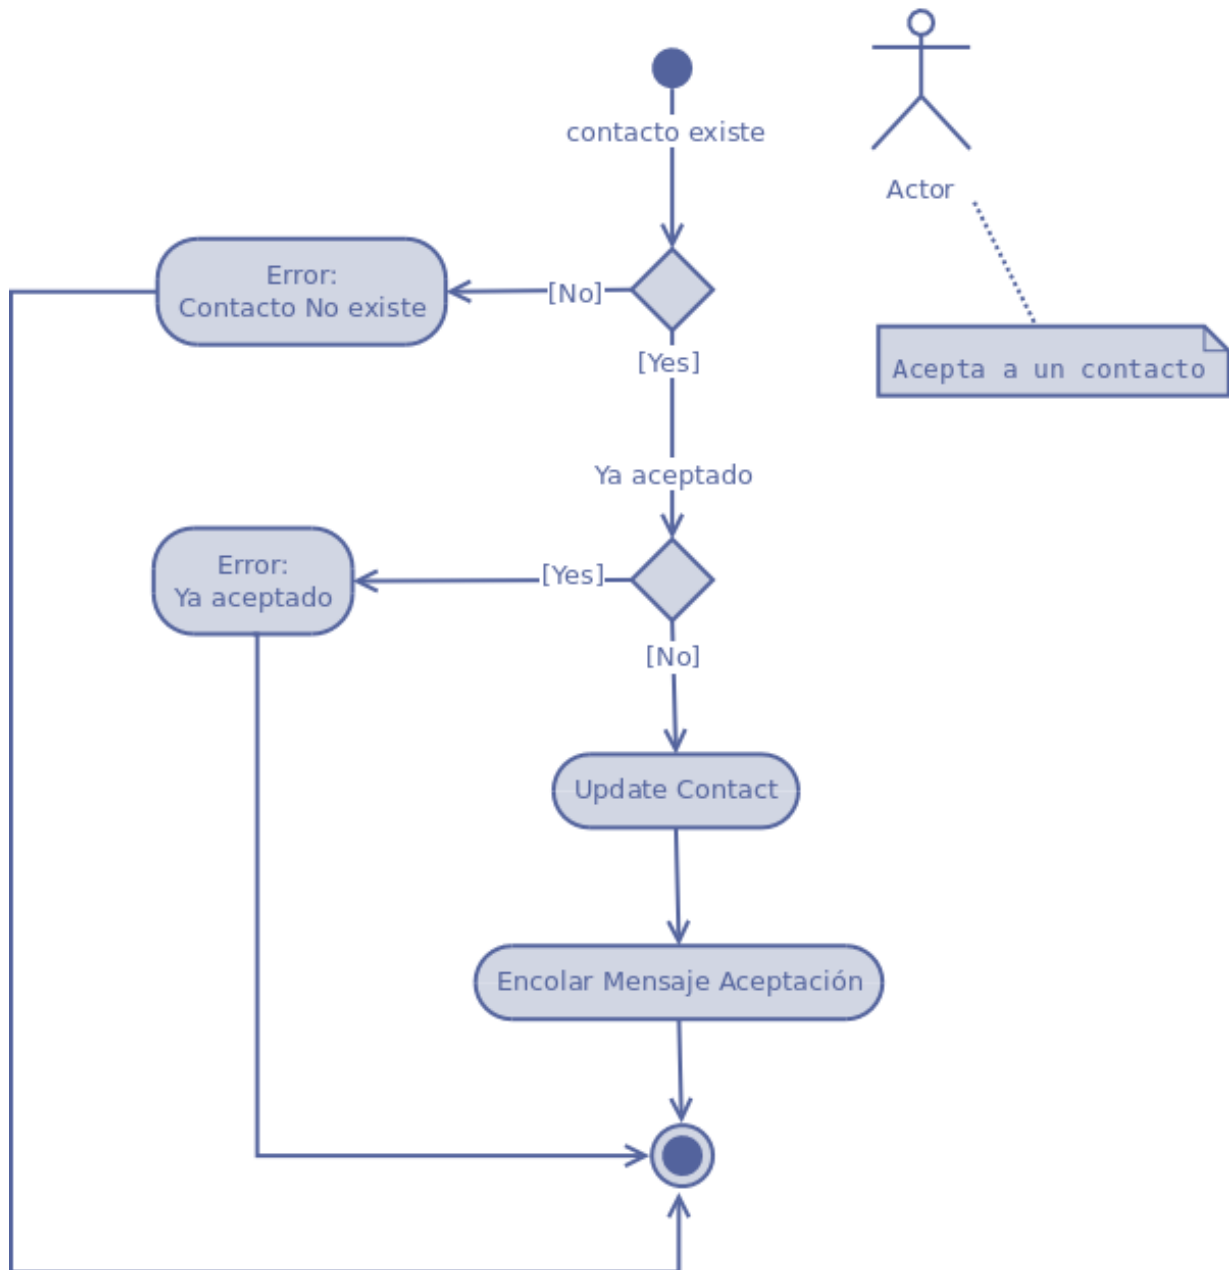 contacto existe
Actor
Error:
Contacto No existe
[No]
[Yes]
Acepta a un contacto
Ya aceptado
Error:
Ya aceptado
[Yes]
[No]
Update Contact
Encolar Mensaje Aceptación